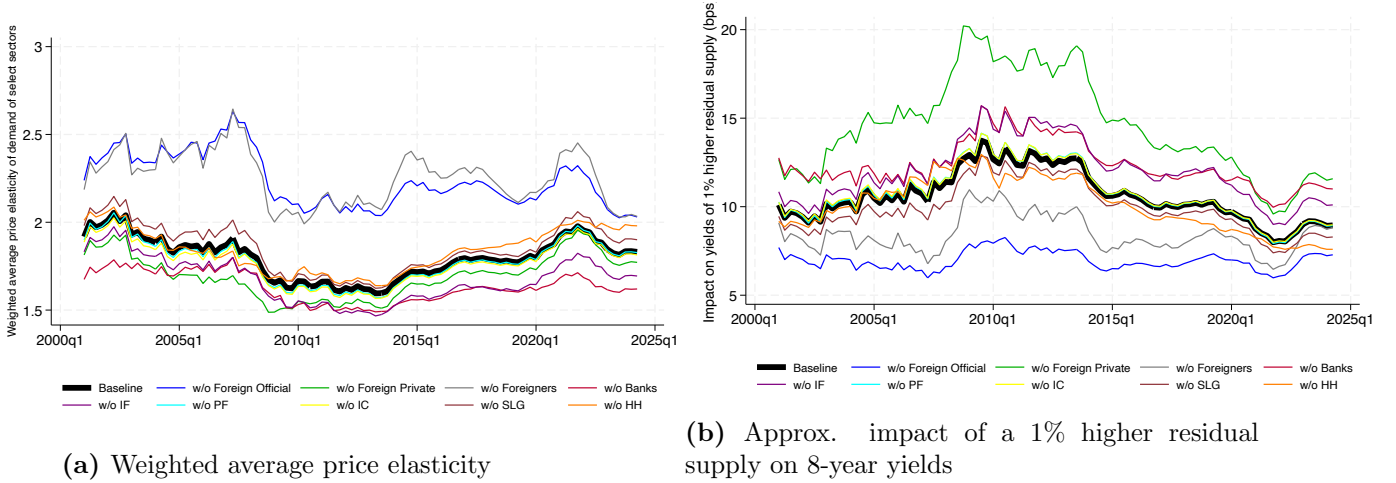 Weighted average price elasticity of demand of select sectors
3
2.5
2
1.5
2000q1 2005q1 2010q1 2015q1 2020q1 2025q1
Baseline w/o Foreign Official w/o Foreign Private w/o Foreigners w/o Banks
w/o IF w/o PF w/o IC w/o SLG w/o HH
(a) Weighted average price elasticity
Impact on yields of 1% higher residual supply (bps
20
15
10
5
2000q1 2005q1 2010q1 2015q1 2020q1 2025q1
Baseline w/o Foreign Official w/o Foreign Private w/o Foreigners w/o Banks
w/o IF w/o PF w/o IC w/o SLG w/o HH
(b) Approx. impact of a 1% higher residual
supply on 8-year yields